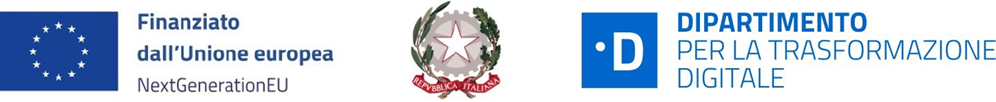 Finanziato
dall'Unione europea
NextGenerationEU
REPVBBLICA ITALIANA
·D
DIPARTIMENTO
PER LA TRASFORMAZIONE
DIGITALE